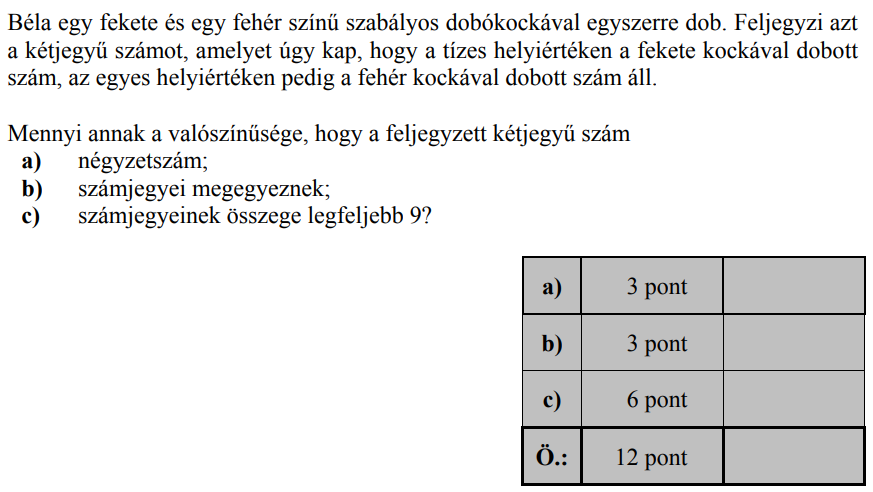 Béla egy fekete és egy fehér színű szabályos dobókockával egyszerre dob. Feljegyzi azt
a kétjegyű számot, amelyet úgy kap, hogy a tízes helyiértéken a fekete kockával dobott
szám, az egyes helyiértéken pedig a fehér kockával dobott szám áll.
Mennyi annak a valószínűsége, hogy a feljegyzett kétjegyű szám
a) négyzetszám;
b) számjegyei megegyeznek;
c) számjegyeinek összege legfeljebb 9?
a) 3 pont
b) 3 pont
c) 6 pont
Ö.: 12 pont